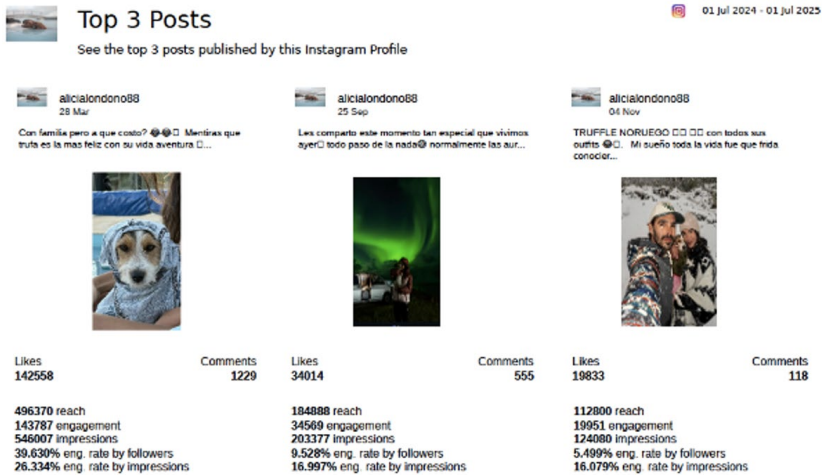 Top 3 Posts
01 Jul 2024 - 01 Jul 2025
See the top 3 posts published by this Instagram Profile
alicialondono88
28 Mar
Con familia pero a que costo? 😂😂▯ Mentiras que
trufa es la mas feliz con su vida aventura ▯...
Likes
142558
Comments
1229
496370 reach
143787 engagement
546007 impressions
39.630% eng. rate by followers
26.334% eng. rate by impressions
alicialondono88
25 Sep
Les comparto este momento tan especial que vivimos
ayer▯ todo paso de la nada😅 normalmente las aur...
Likes
34014
Comments
555
184888 reach
34569 engagement
203377 impressions
9.528% eng. rate by followers
16.997% eng. rate by impressions
alicialondono88
04 Nov
TRUFFLE NORUEGO ▯▯ ▯▯ con todos sus
outfits 😂▯. Mi sueño toda la vida fue que frida
conocier...
Likes
19833
Comments
118
112800 reach
19951 engagement
124080 impressions
5.499% eng. rate by followers
16.079% eng. rate by impressions